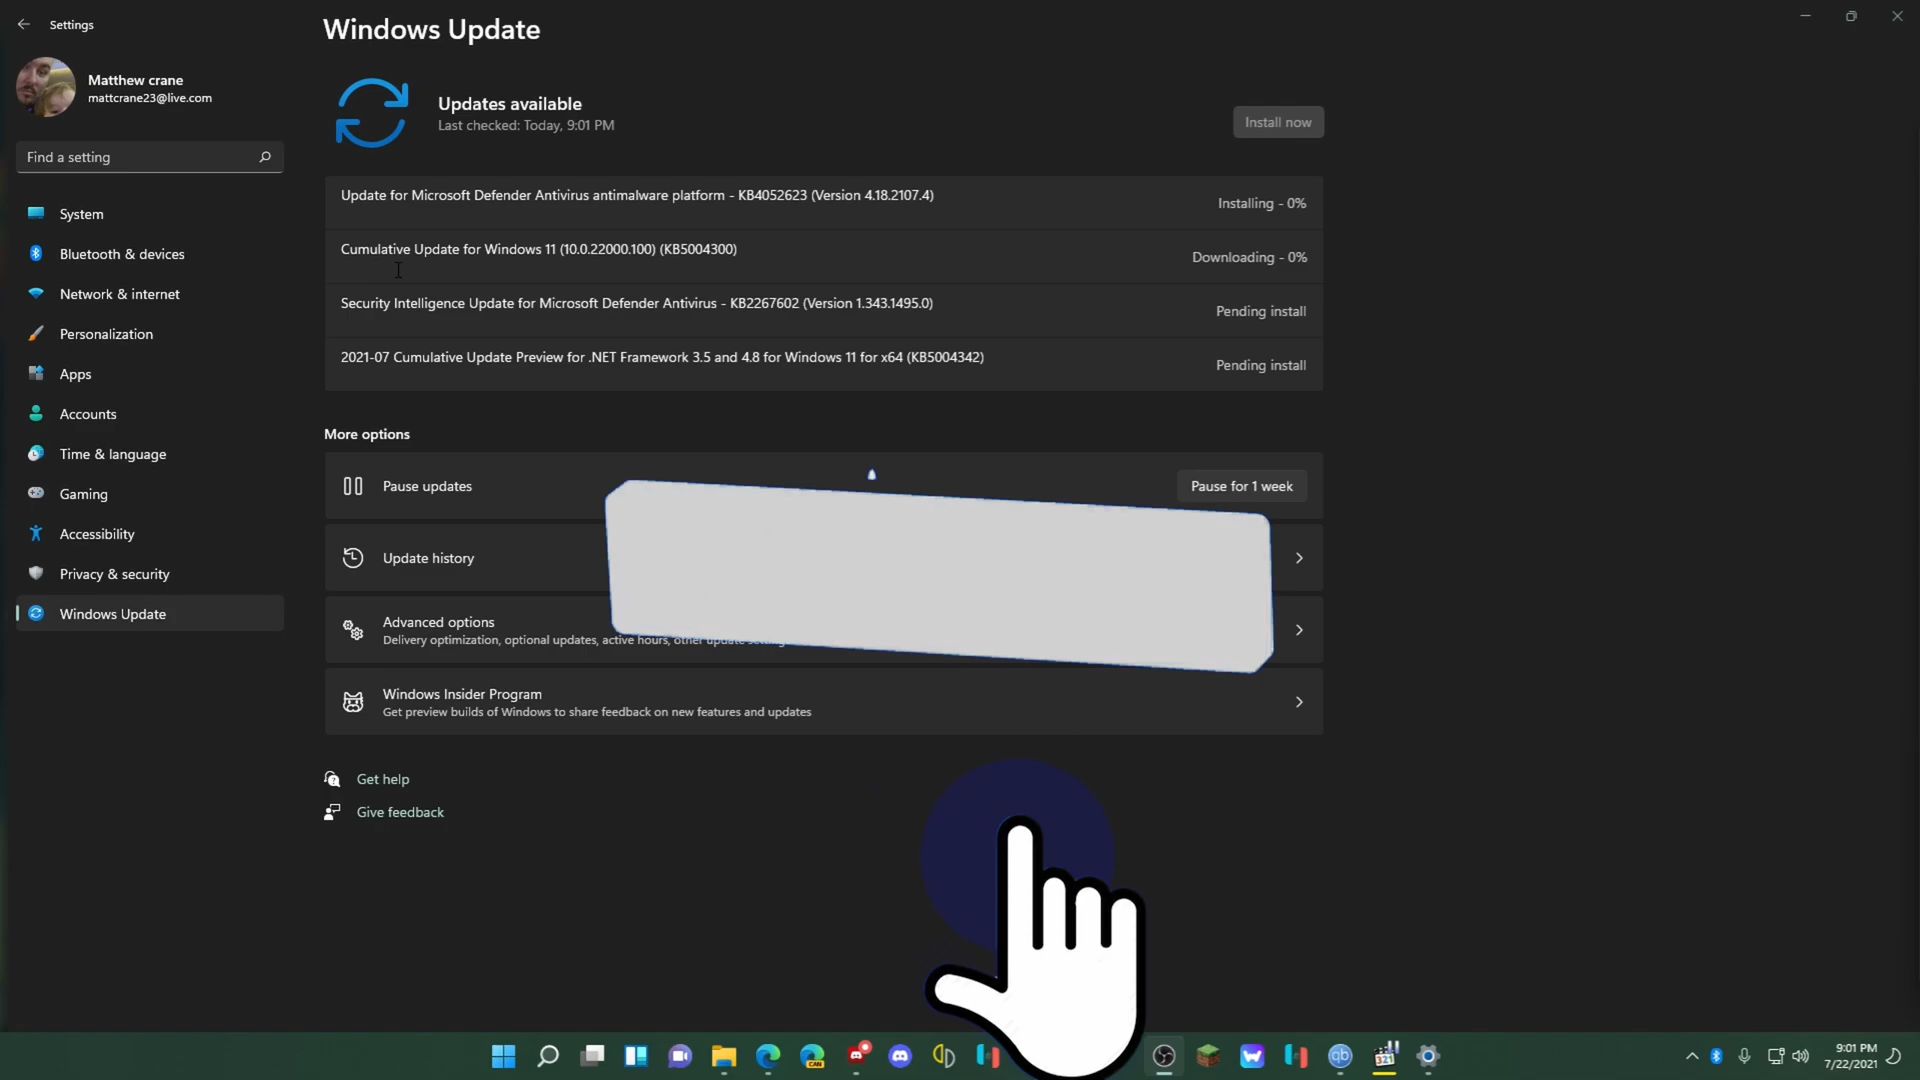 Settings
Windows Update
Matthew crane
mattcrane23@live.com
Find a setting
System
Bluetooth & devices
Network & internet
Personalization
Apps
Accounts
Time & language
Gaming
Accessibility
Privacy & security
Windows Update
Updates available
Last checked: Today, 9:01 PM
Install now
Update for Microsoft Defender Antivirus antimalware platform - KB4052623 (Version 4.18.2107.4)
Installing - 0%
Cumulative Update for Windows 11 (10.0.22000.100) (KB5004300)
Downloading - 0%
Security Intelligence Update for Microsoft Defender Antivirus - KB2267602 (Version 1.343.1495.0)
Pending install
2021-07 Cumulative Update Preview for .NET Framework 3.5 and 4.8 for Windows 11 for x64 (KB5004342)
Pending install
More options
Pause updates
Pause for 1 week
Update history
Advanced options
Delivery optimization, optional updates, active hours, other update settings
Windows Insider Program
Get preview builds of Windows to share feedback on new features and updates
Get help
Give feedback
CAN
qb
321
9:01 PM
7/22/2021